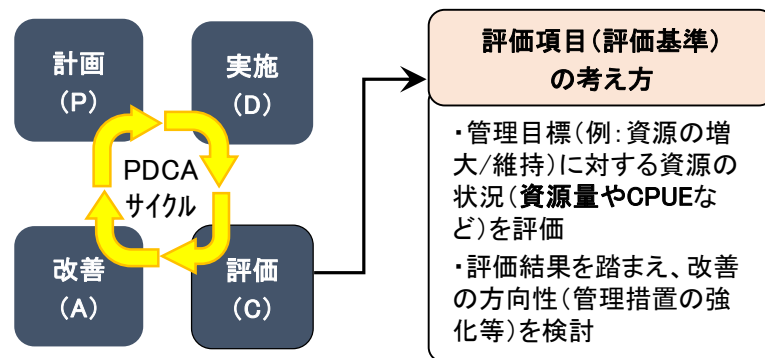 計画
(P)
実施
(D)
PDCA
サイクル
改善
(A)
評価
(C)
評価項目(評価基準)
の考え方
・管理目標(例:資源の増
大/維持)に対する資源の
状況(資源量やCPUEな
ど)を評価
・評価結果を踏まえ、改善
の方向性(管理措置の強
化等)を検討